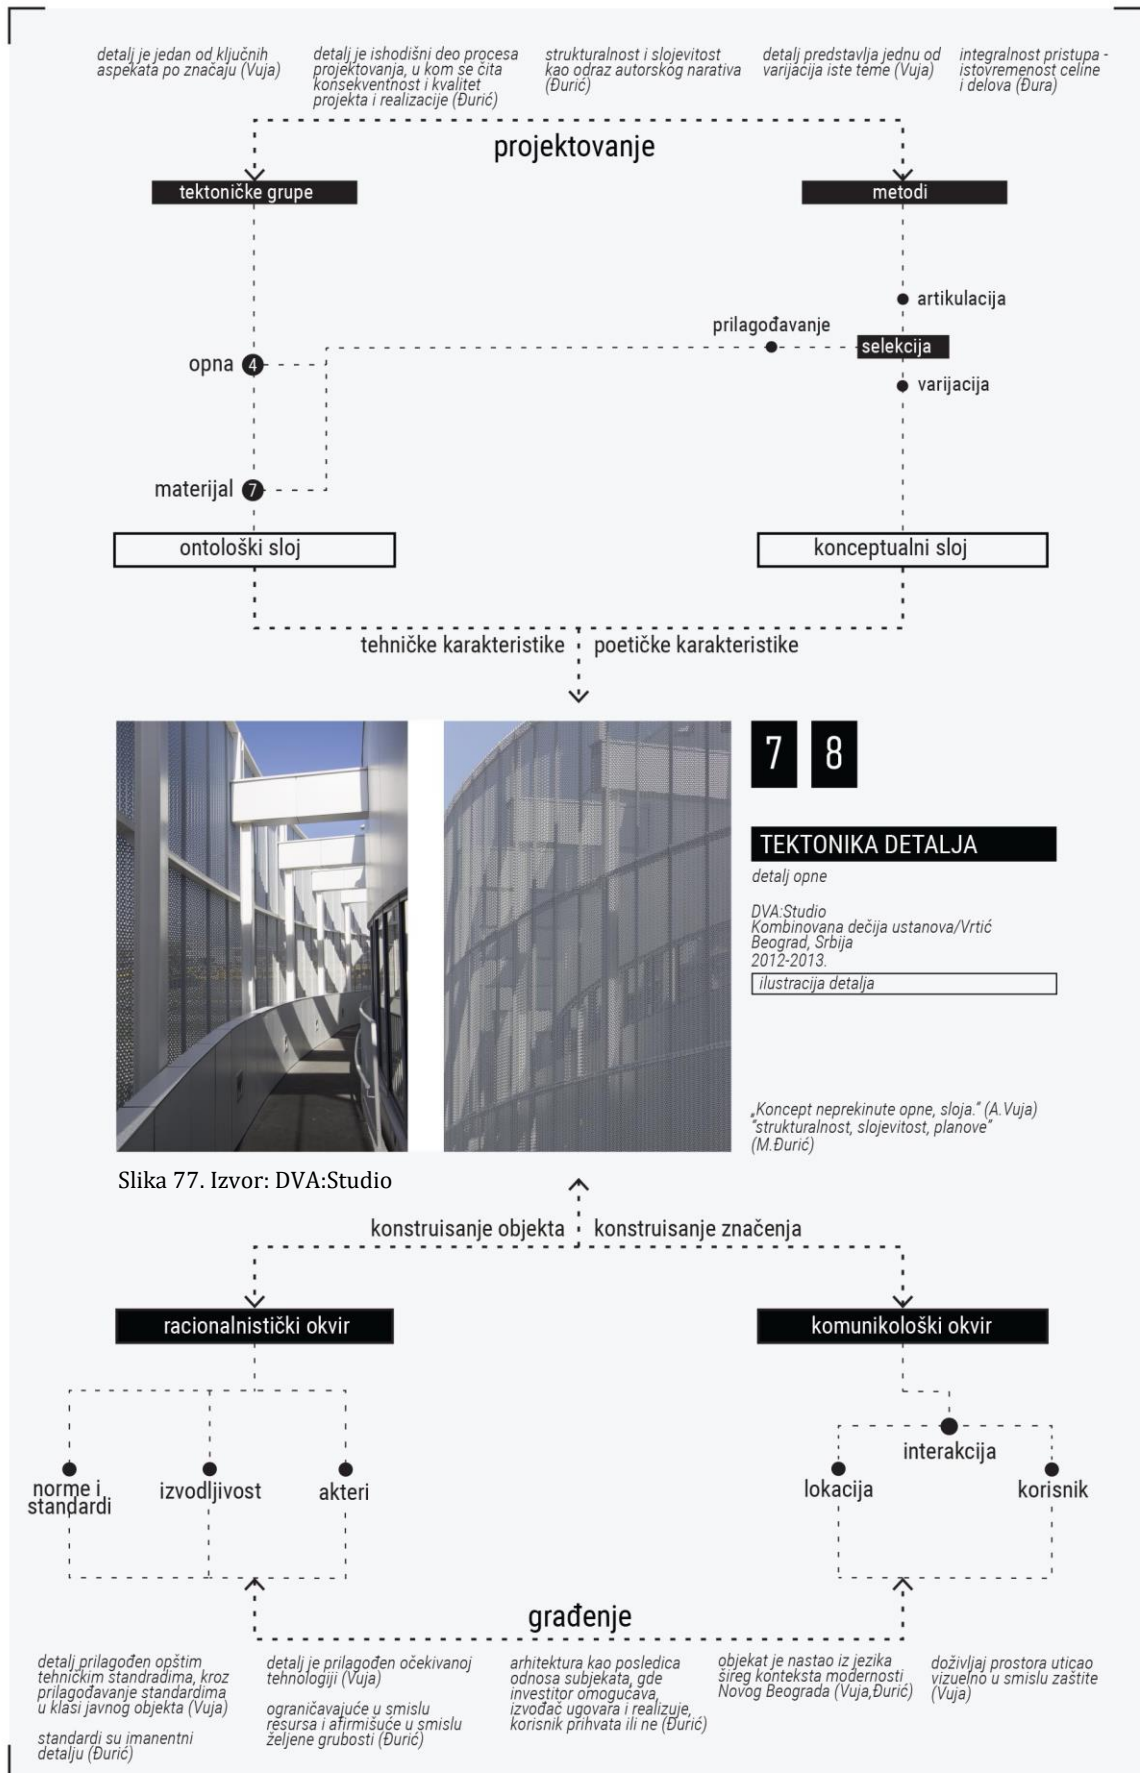 detalj je jedan od ključnih
aspekata po značaju (Vuja)
detalj je ishodišni deo procesa
projektovanja, u kom se čita
konsekventnost i kvalitet
projekta i realizacije (Đurić)
strukturalnost i slojevitost
kao odraz autorskog narativa
(Đurić)
detalj predstavlja jednu od
varijacija iste teme (Vuja)
integralnost pristupa -
istovremenost celine
i delova (Đura)
projektovanje
tektoničke grupe
metodi
artikulacija
prilagođavanje
selekcija
opna 4
varijacija
materijal 7
ontološki sloj
konceptualni sloj
tehničke karakteristike
poetičke karakteristike
7 8
TEKTONIKA DETALJA
detalj opne
DVA:Studio
Kombinovana dečija ustanova/Vrtić
Beograd, Srbija
2012-2013.
ilustracija detalja
„Koncept neprekinute opne, sloja.” (A.Vuja)
"strukturalnost, slojevitost, planove"
(M.Đurić)
Slika 77. Izvor: DVA:Studio
konstruisanje objekta
konstruisanje značenja
racionalnistički okvir
komunikološki okvir
interakcija
norme i
standardi
izvodljivost
akteri
lokacija
korisnik
građenje
detalj prilagođen opštim
tehničkim standradima, kroz
prilagođavanje standardima
u klasi javnog objekta (Vuja)
standardi su imanentni
detalju (Đurić)
detalj je prilagođen očekivanoj
tehnologiji (Vuja)
ograničavajuće u smislu
resursa i afirmišuće u smislu
željene grubosti (Đurić)
arhitektura kao posledica
odnosa subjekata, gde
investitor omogućava,
izvođač ugovara i realizuje,
korisnik prihvata ili ne (Đurić)
objekat je nastao iz jezika
šireg konteksta modernosti
Novog Beograda (Vuja,Đurić)
doživljaj prostora uticao
vizuelno u smislu zaštite
(Vuja)